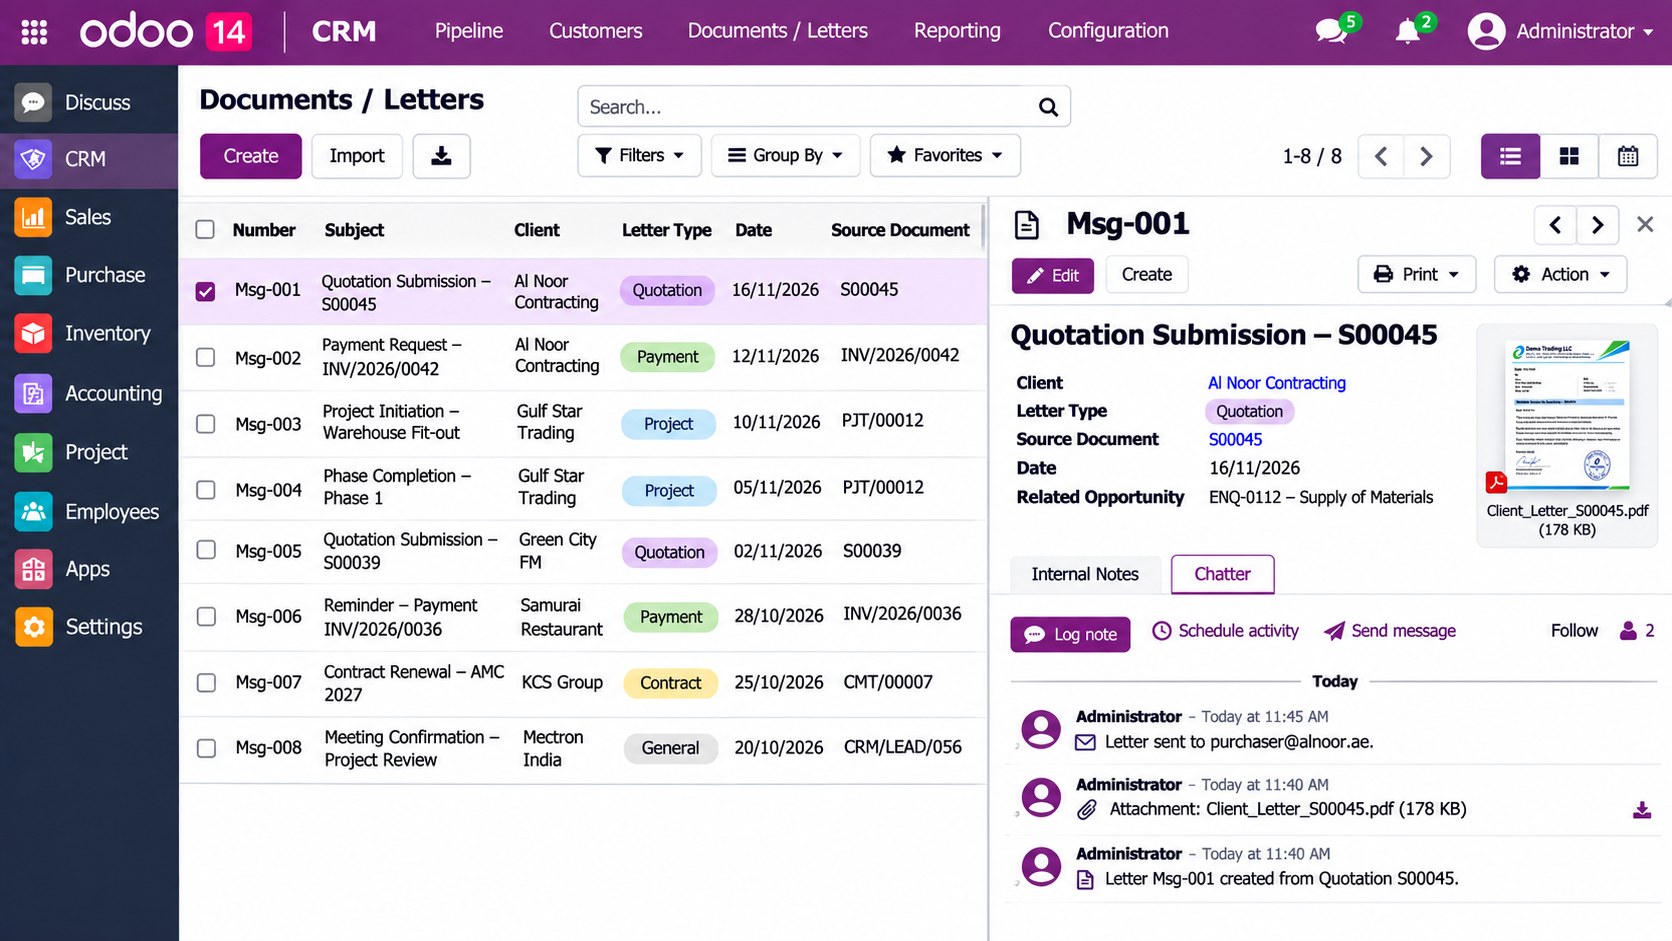 odoo 14 CRM Pipeline Customers Documents / Letters Reporting Configuration 5 2 Administrator
Discuss
CRM
Sales
Purchase
Inventory
Accounting
Project
Employees
Apps
Settings
Documents / Letters
Search...
Create Import
Filters Group By Favorites
1-8 / 8
Number Subject Client Letter Type Date Source Document
Msg-001 Quotation Submission – S00045 Al Noor Contracting Quotation 16/11/2026 S00045
Msg-002 Payment Request – INV/2026/0042 Al Noor Contracting Payment 12/11/2026 INV/2026/0042
Msg-003 Project Initiation – Warehouse Fit-out Gulf Star Trading Project 10/11/2026 PJT/00012
Msg-004 Phase Completion – Phase 1 Gulf Star Trading Project 05/11/2026 PJT/00012
Msg-005 Quotation Submission – S00039 Green City FM Quotation 02/11/2026 S00039
Msg-006 Reminder – Payment INV/2026/0036 Samurai Restaurant Payment 28/10/2026 INV/2026/0036
Msg-007 Contract Renewal – AMC 2027 KCS Group Contract 25/10/2026 CMT/00007
Msg-008 Meeting Confirmation – Project Review Mectron India General 20/10/2026 CRM/LEAD/056
Msg-001
Edit Create Print Action
Quotation Submission – S00045
Client Al Noor Contracting
Letter Type Quotation
Source Document S00045
Date 16/11/2026
Related Opportunity ENQ-0112 – Supply of Materials
Dema Trading LLC
Client_Letter_S00045.pdf
(178 KB)
Internal Notes Chatter
Log note Schedule activity Send message Follow 2
Today
Administrator – Today at 11:45 AM
Letter sent to purchaser@alnoor.ae.
Administrator – Today at 11:40 AM
Attachment: Client_Letter_S00045.pdf (178 KB)
Administrator – Today at 11:40 AM
Letter Msg-001 created from Quotation S00045.